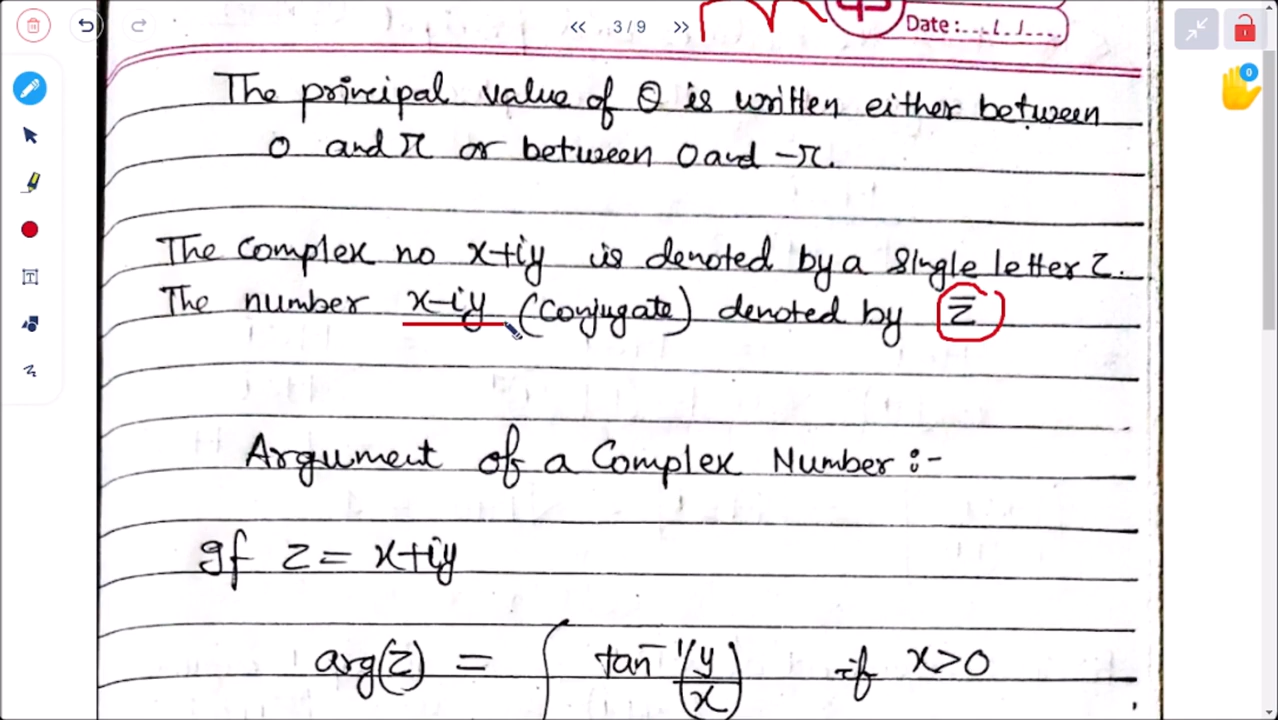 3 / 9
Date:....(.)....
The principal value of θ is written either between
0 and π or between 0 and -π.
The Complex no x+iy is denoted by a single letter z.
The number x-iy (conjugate) denoted by z̅
Argument of a Complex Number :-
If z = x+iy
arg(z) = { tan⁻¹(y/x) if x>0
0